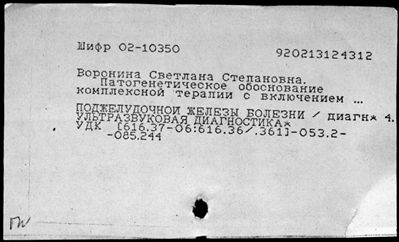 Шифр 02-10350 920213124312
Воронина Светлана Степановна.
Патогенетическое обоснование
комплексной терапии с включением ...
ПОДЖЕЛУДОЧНОЙ ЖЕЛЕЗЫ БОЛЕЗНИ / диагн* 4.
УЛЬТРАЗВУКОВАЯ ДИАГНОСТИКА*
УДК [616.37-06:616.36/.361]-053.2-
-085.244